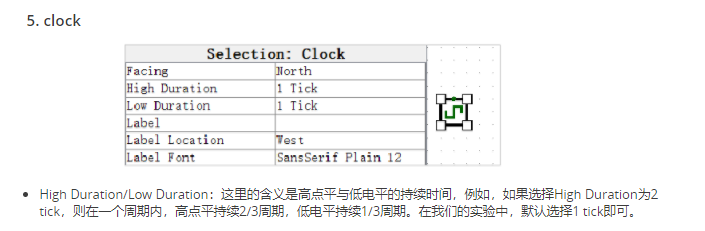 5. clock
Selection: Clock
Facing North
High Duration 1 Tick
Low Duration 1 Tick
Label
Label Location West
Label Font SansSerif Plain 12
• High Duration/Low Duration：这里的含义是高点平与低电平的持续时间，例如，如果选择High Duration为2
tick，则在一个周期内，高点平持续2/3周期，低电平持续1/3周期。在我们的实验中，默认选择1 tick即可。